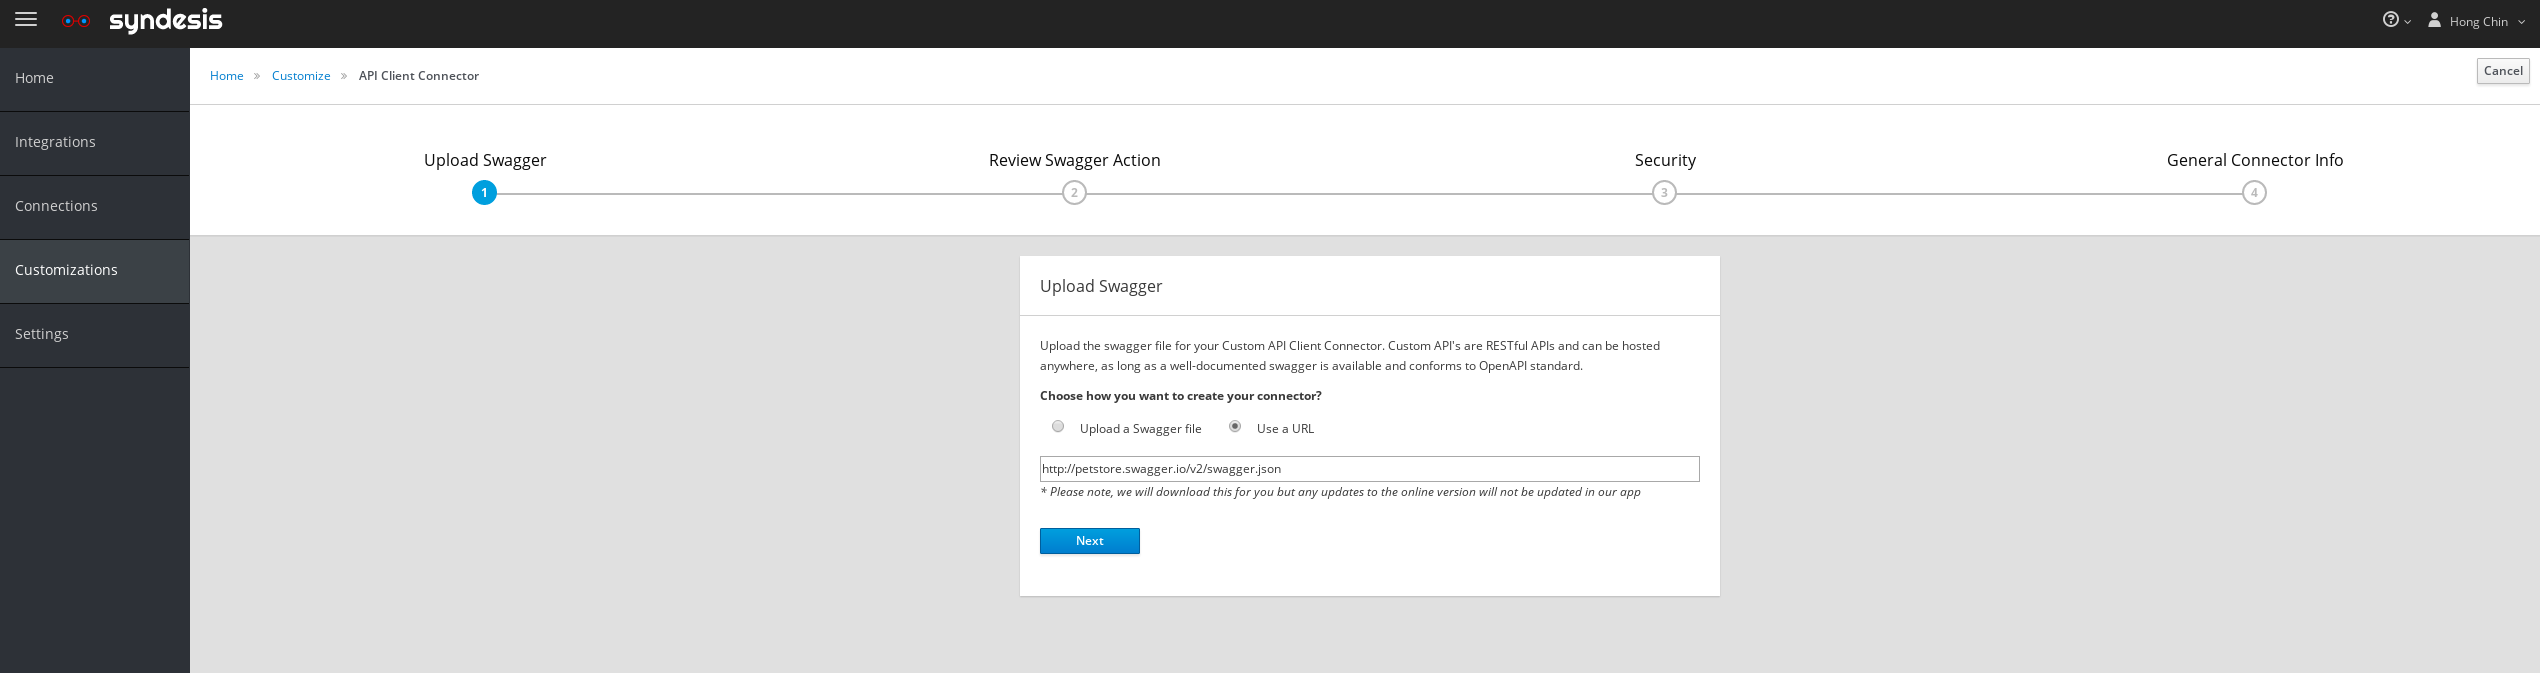 syndesis
Hong Chin
Home
Integrations
Connections
Customizations
Settings
Home » Customize » API Client Connector
Cancel
Upload Swagger
Review Swagger Action
Security
General Connector Info
1
2
3
4
Upload Swagger
Upload the swagger file for your Custom API Client Connector. Custom API's are RESTful APIs and can be hosted
anywhere, as long as a well-documented swagger is available and conforms to OpenAPI standard.
Choose how you want to create your connector?
Upload a Swagger file
Use a URL
http://petstore.swagger.io/v2/swagger.json
* Please note, we will download this for you but any updates to the online version will not be updated in our app
Next